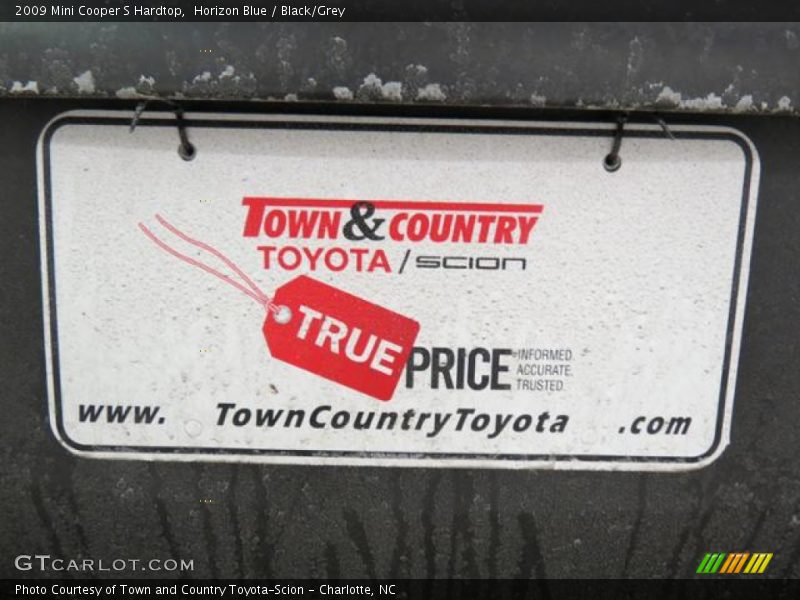 2009 Mini Cooper S Hardtop,  Horizon Blue / Black/Grey
TOWN & COUNTRY
TOYOTA / SCION
TRUE PRICE
INFORMED.
ACCURATE.
TRUSTED.
www. TownCountryToyota .com
GTCARLOT.COM
Photo Courtesy of Town and Country Toyota-Scion - Charlotte, NC